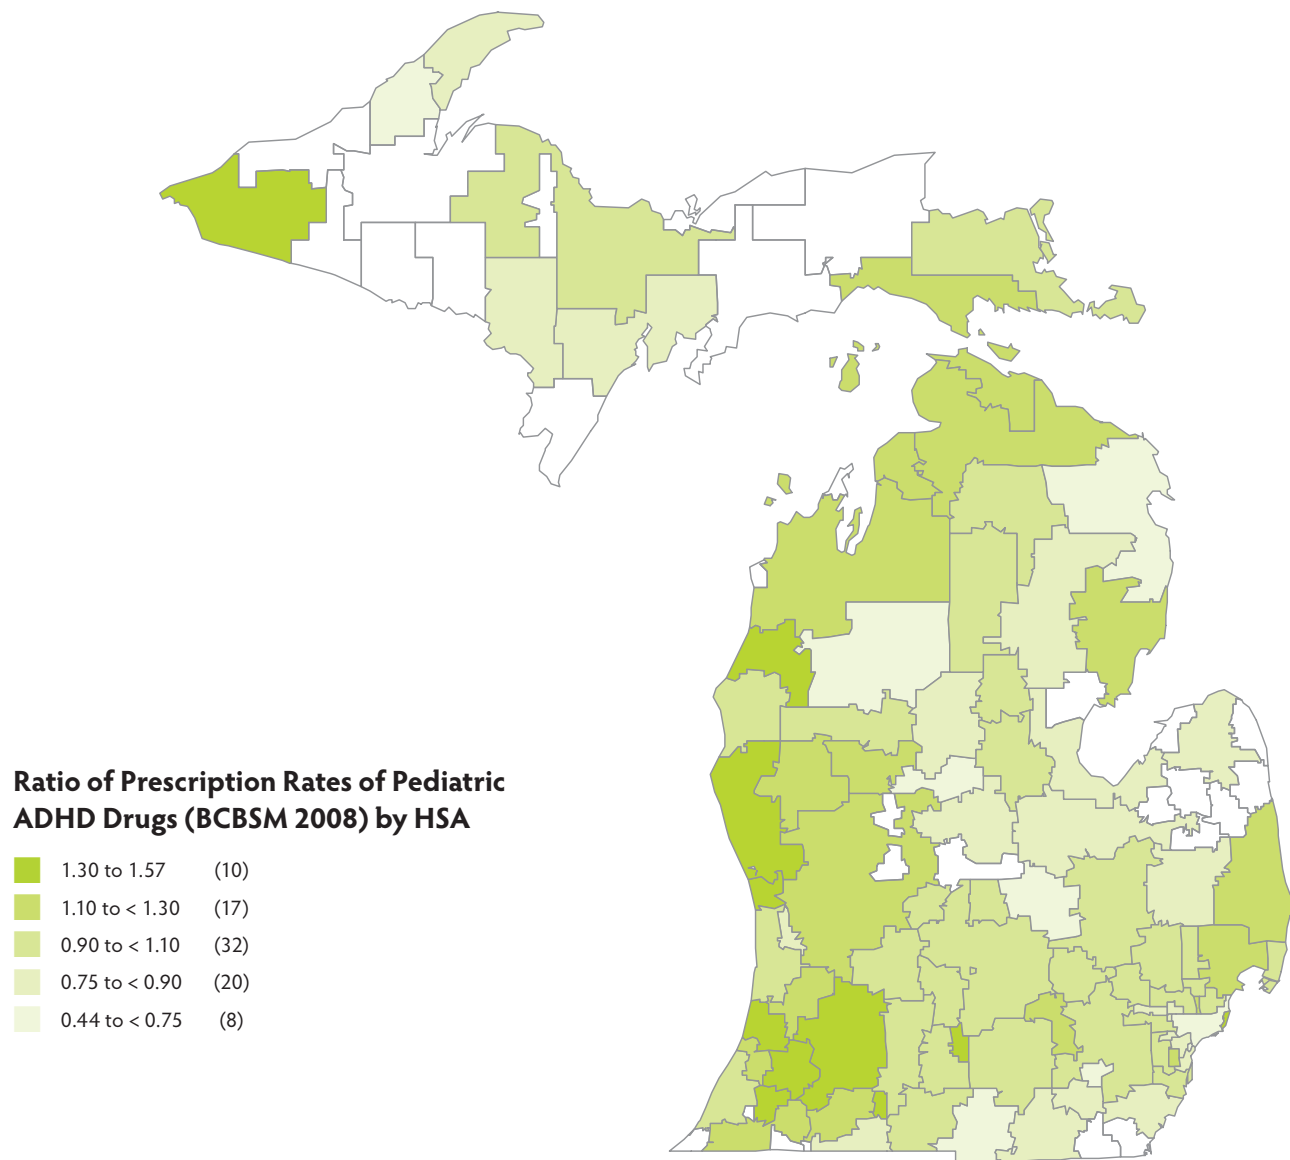 Ratio of Prescription Rates of Pediatric
ADHD Drugs (BCBSM 2008) by HSA
1.30 to 1.57 (10)
1.10 to < 1.30 (17)
0.90 to < 1.10 (32)
0.75 to < 0.90 (20)
0.44 to < 0.75 (8)